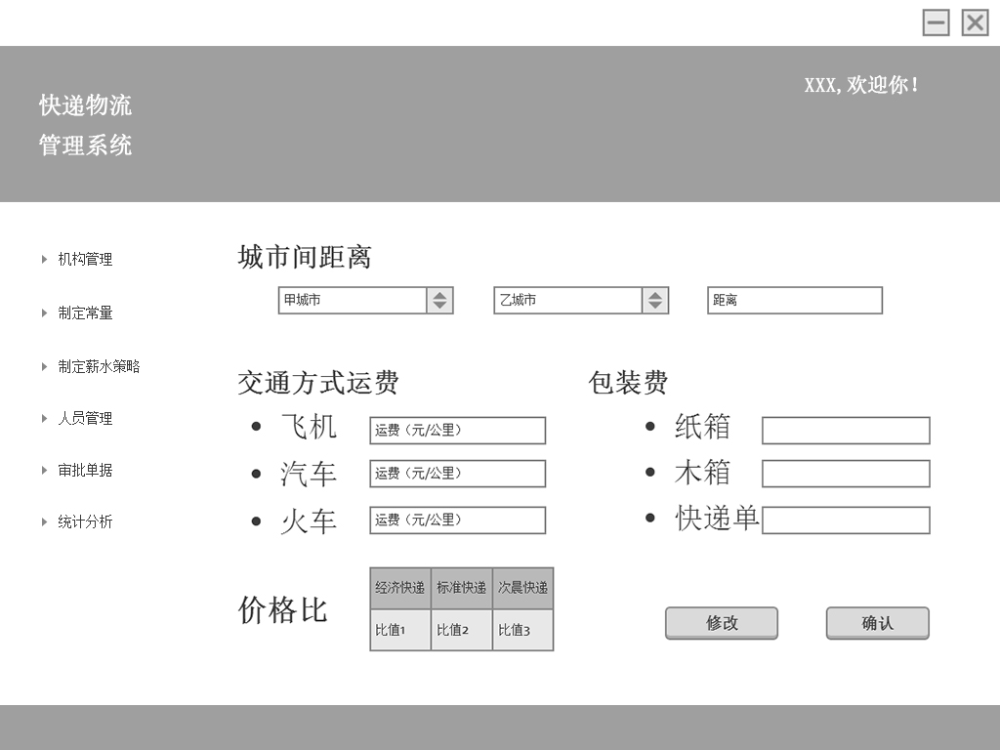 XXX,欢迎你!
快递物流
管理系统
机构管理
制定常量
制定薪水策略
人员管理
审批单据
统计分析
城市间距离
甲城市 乙城市 距离
交通方式运费
飞机 运费（元/公里）
汽车 运费（元/公里）
火车 运费（元/公里）
包装费
纸箱
木箱
快递单
价格比
经济快递 标准快递 次晨快递
比值1 比值2 比值3
修改 确认